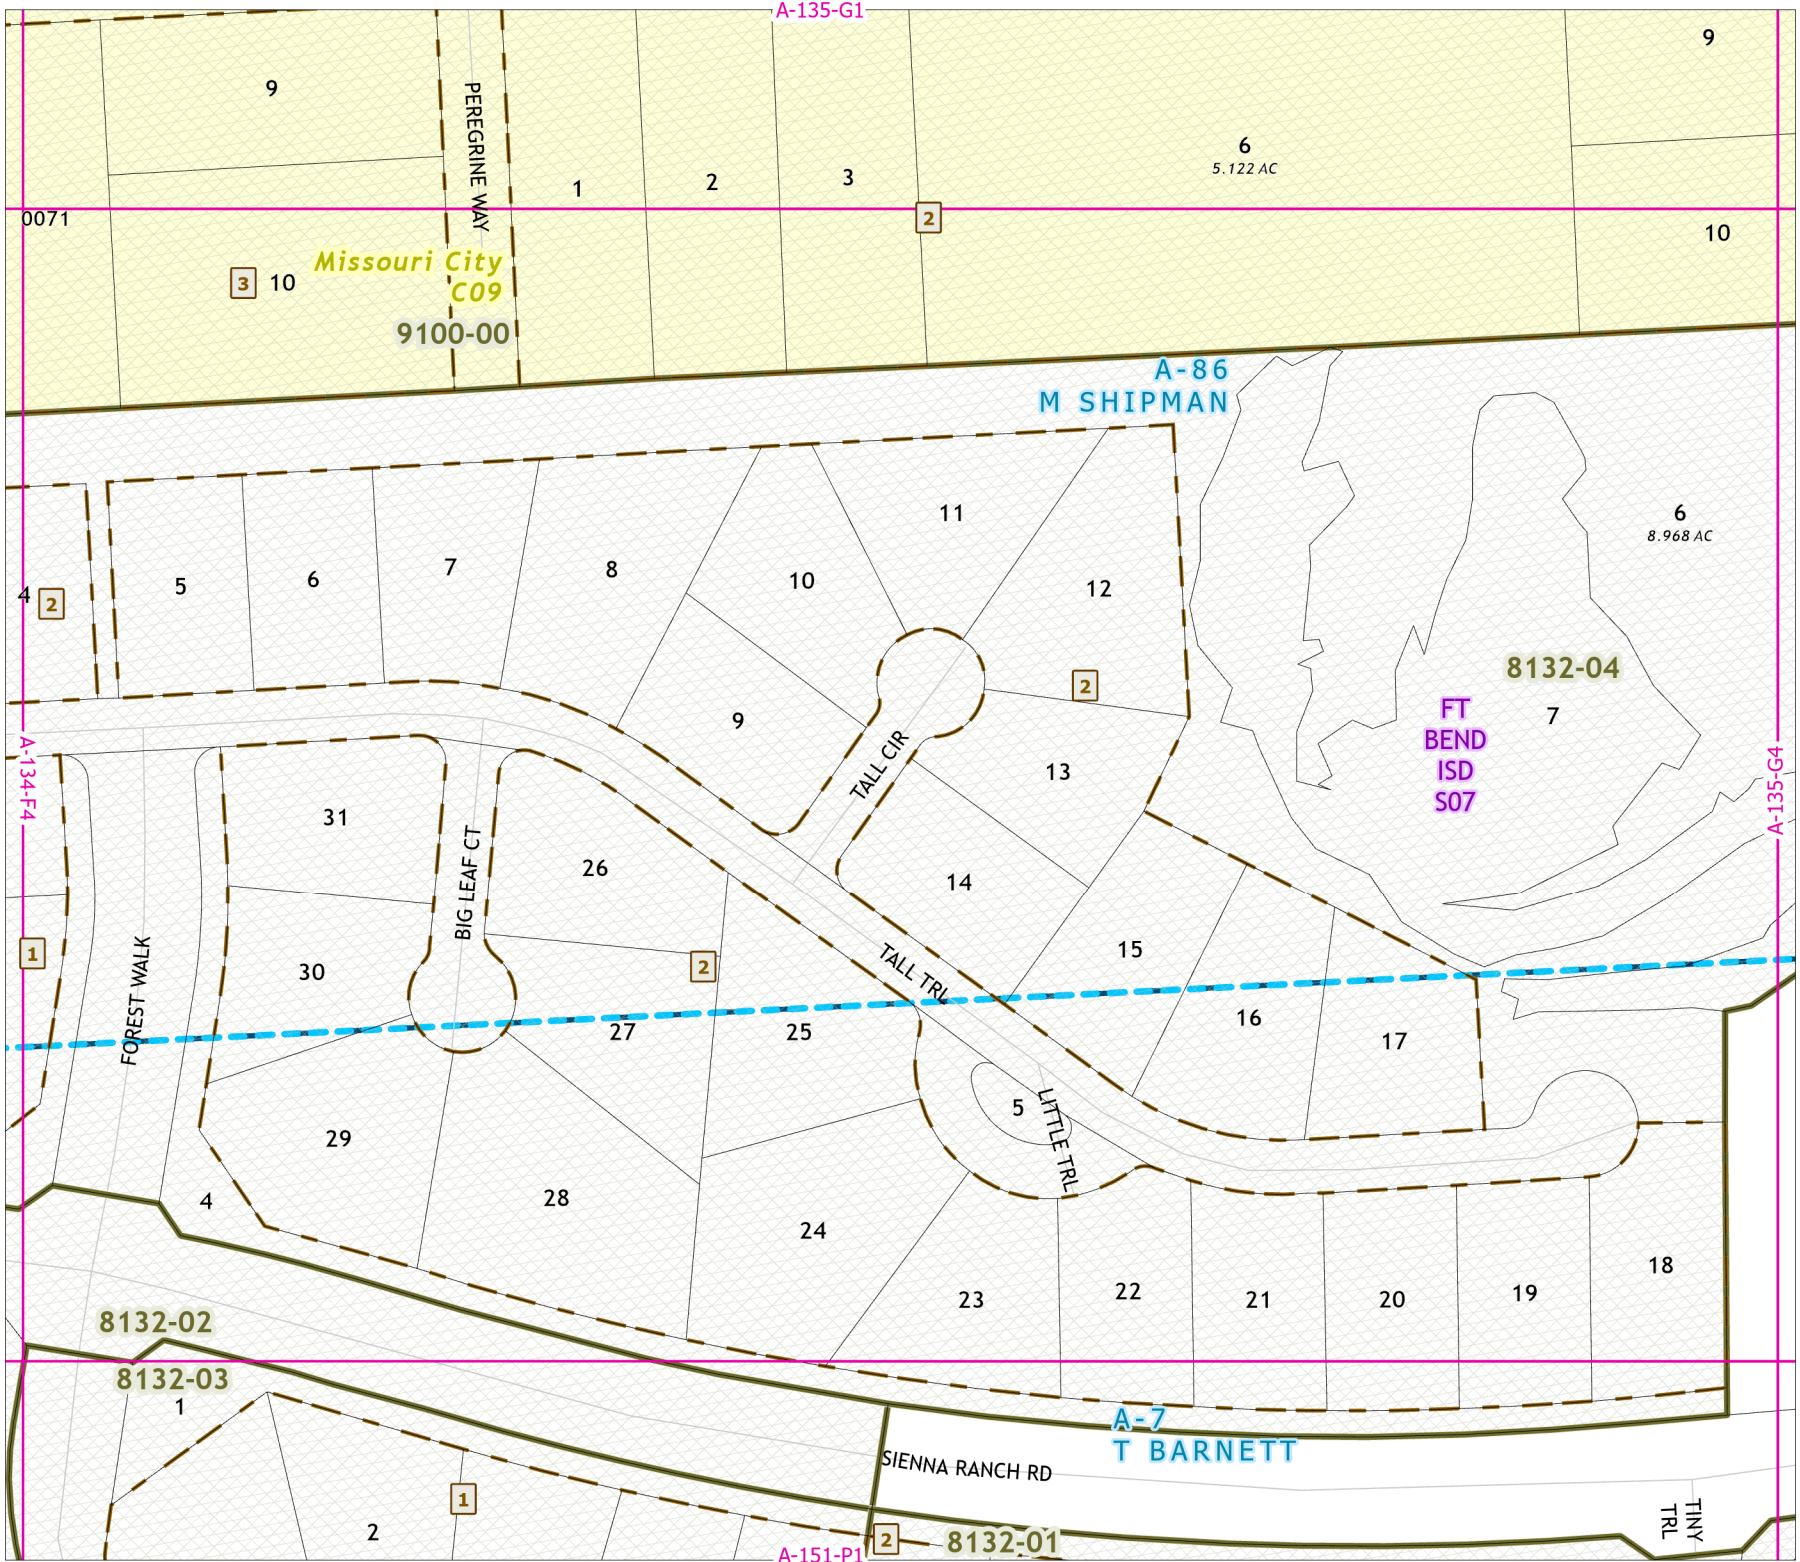 A-135-G1
9
9
PEREGRINE WAY
6
5.122 AC
1
2
3
0071
2
10
Missouri City
C09
3
10
9100-00
A-86
M SHIPMAN
11
6
8.968 AC
5
6
7
8
10
12
4
2
8132-04
2
9
7
FT
BEND
ISD
S07
TALL CIR
13
A-134-F4
A-135-G4
31
BIG LEAF CT
26
14
1
FOREST WALK
30
2
TALL TRL
15
27
25
16
17
5
LITTLE TRL
29
4
28
24
18
23
22
21
20
19
8132-02
8132-03
1
A-7
T BARNETT
SIENNA RANCH RD
1
2
TINY
TRL
2
8132-01
A-151-P1